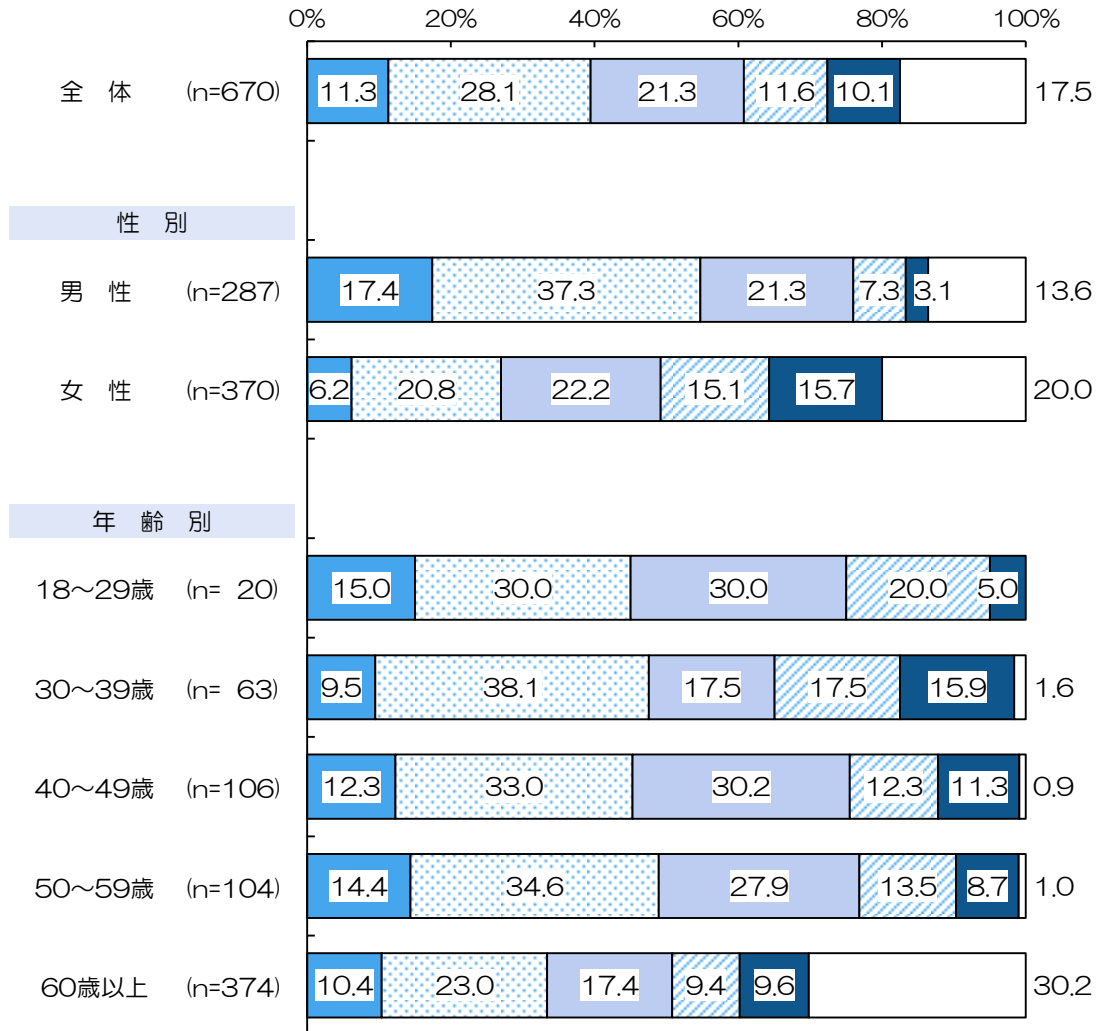 0% 20% 40% 60% 80% 100%
全 体 (n=670) 11.3 28.1 21.3 11.6 10.1 17.5
性 別
男 性 (n=287) 17.4 37.3 21.3 7.3 3.1 13.6
女 性 (n=370) 6.2 20.8 22.2 15.1 15.7 20.0
年 齢 別
18～29歳 (n= 20) 15.0 30.0 30.0 20.0 5.0
30～39歳 (n= 63) 9.5 38.1 17.5 17.5 15.9 1.6
40～49歳 (n=106) 12.3 33.0 30.2 12.3 11.3 0.9
50～59歳 (n=104) 14.4 34.6 27.9 13.5 8.7 1.0
60歳以上 (n=374) 10.4 23.0 17.4 9.4 9.6 30.2